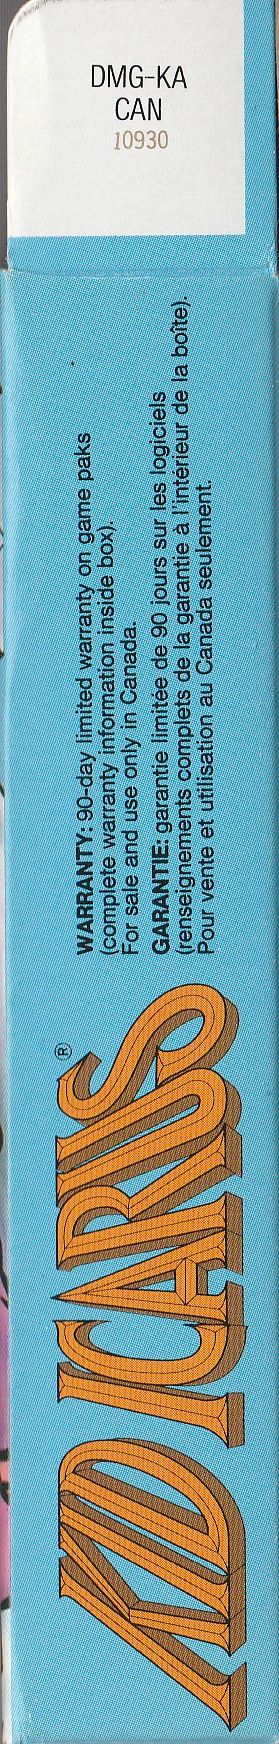 DMG-KA
CAN
10930
WARRANTY: 90-day limited warranty on game paks
(complete warranty information inside box).
For sale and use only in Canada.
GARANTIE: garantie limitée de 90 jours sur les logiciels
(renseignements complets de la garantie à l'intérieur de la boîte).
Pour vente et utilisation au Canada seulement.
KID ICARUS®